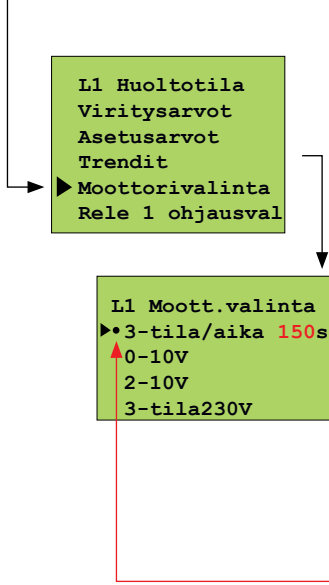 L1 Huoltotila
Viritysarvot
Asetusarvot
Trendit
Moottorivalinta
Rele 1 ohjausval
L1 Moott.valinta
3-tila/aika 150s
0-10V
2-10V
3-tila230V